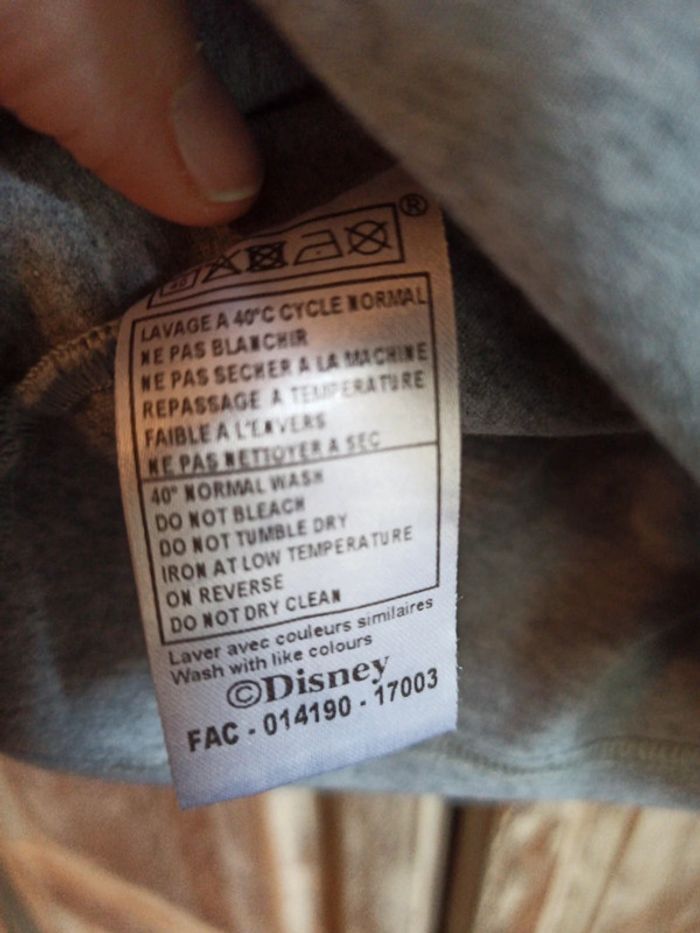 ®
40
LAVAGE A 40°C CYCLE NORMAL
NE PAS BLANCHIR
NE PAS SECHER A LA MACHINE
REPASSAGE A TEMPERATURE
FAIBLE A L'ENVERS
NE PAS NETTOYER A SEC
40° NORMAL WASH
DO NOT BLEACH
DO NOT TUMBLE DRY
IRON AT LOW TEMPERATURE
ON REVERSE
DO NOT DRY CLEAN
Laver avec couleurs similaires
Wash with like colours
©Disney
FAC - 014190 - 17003